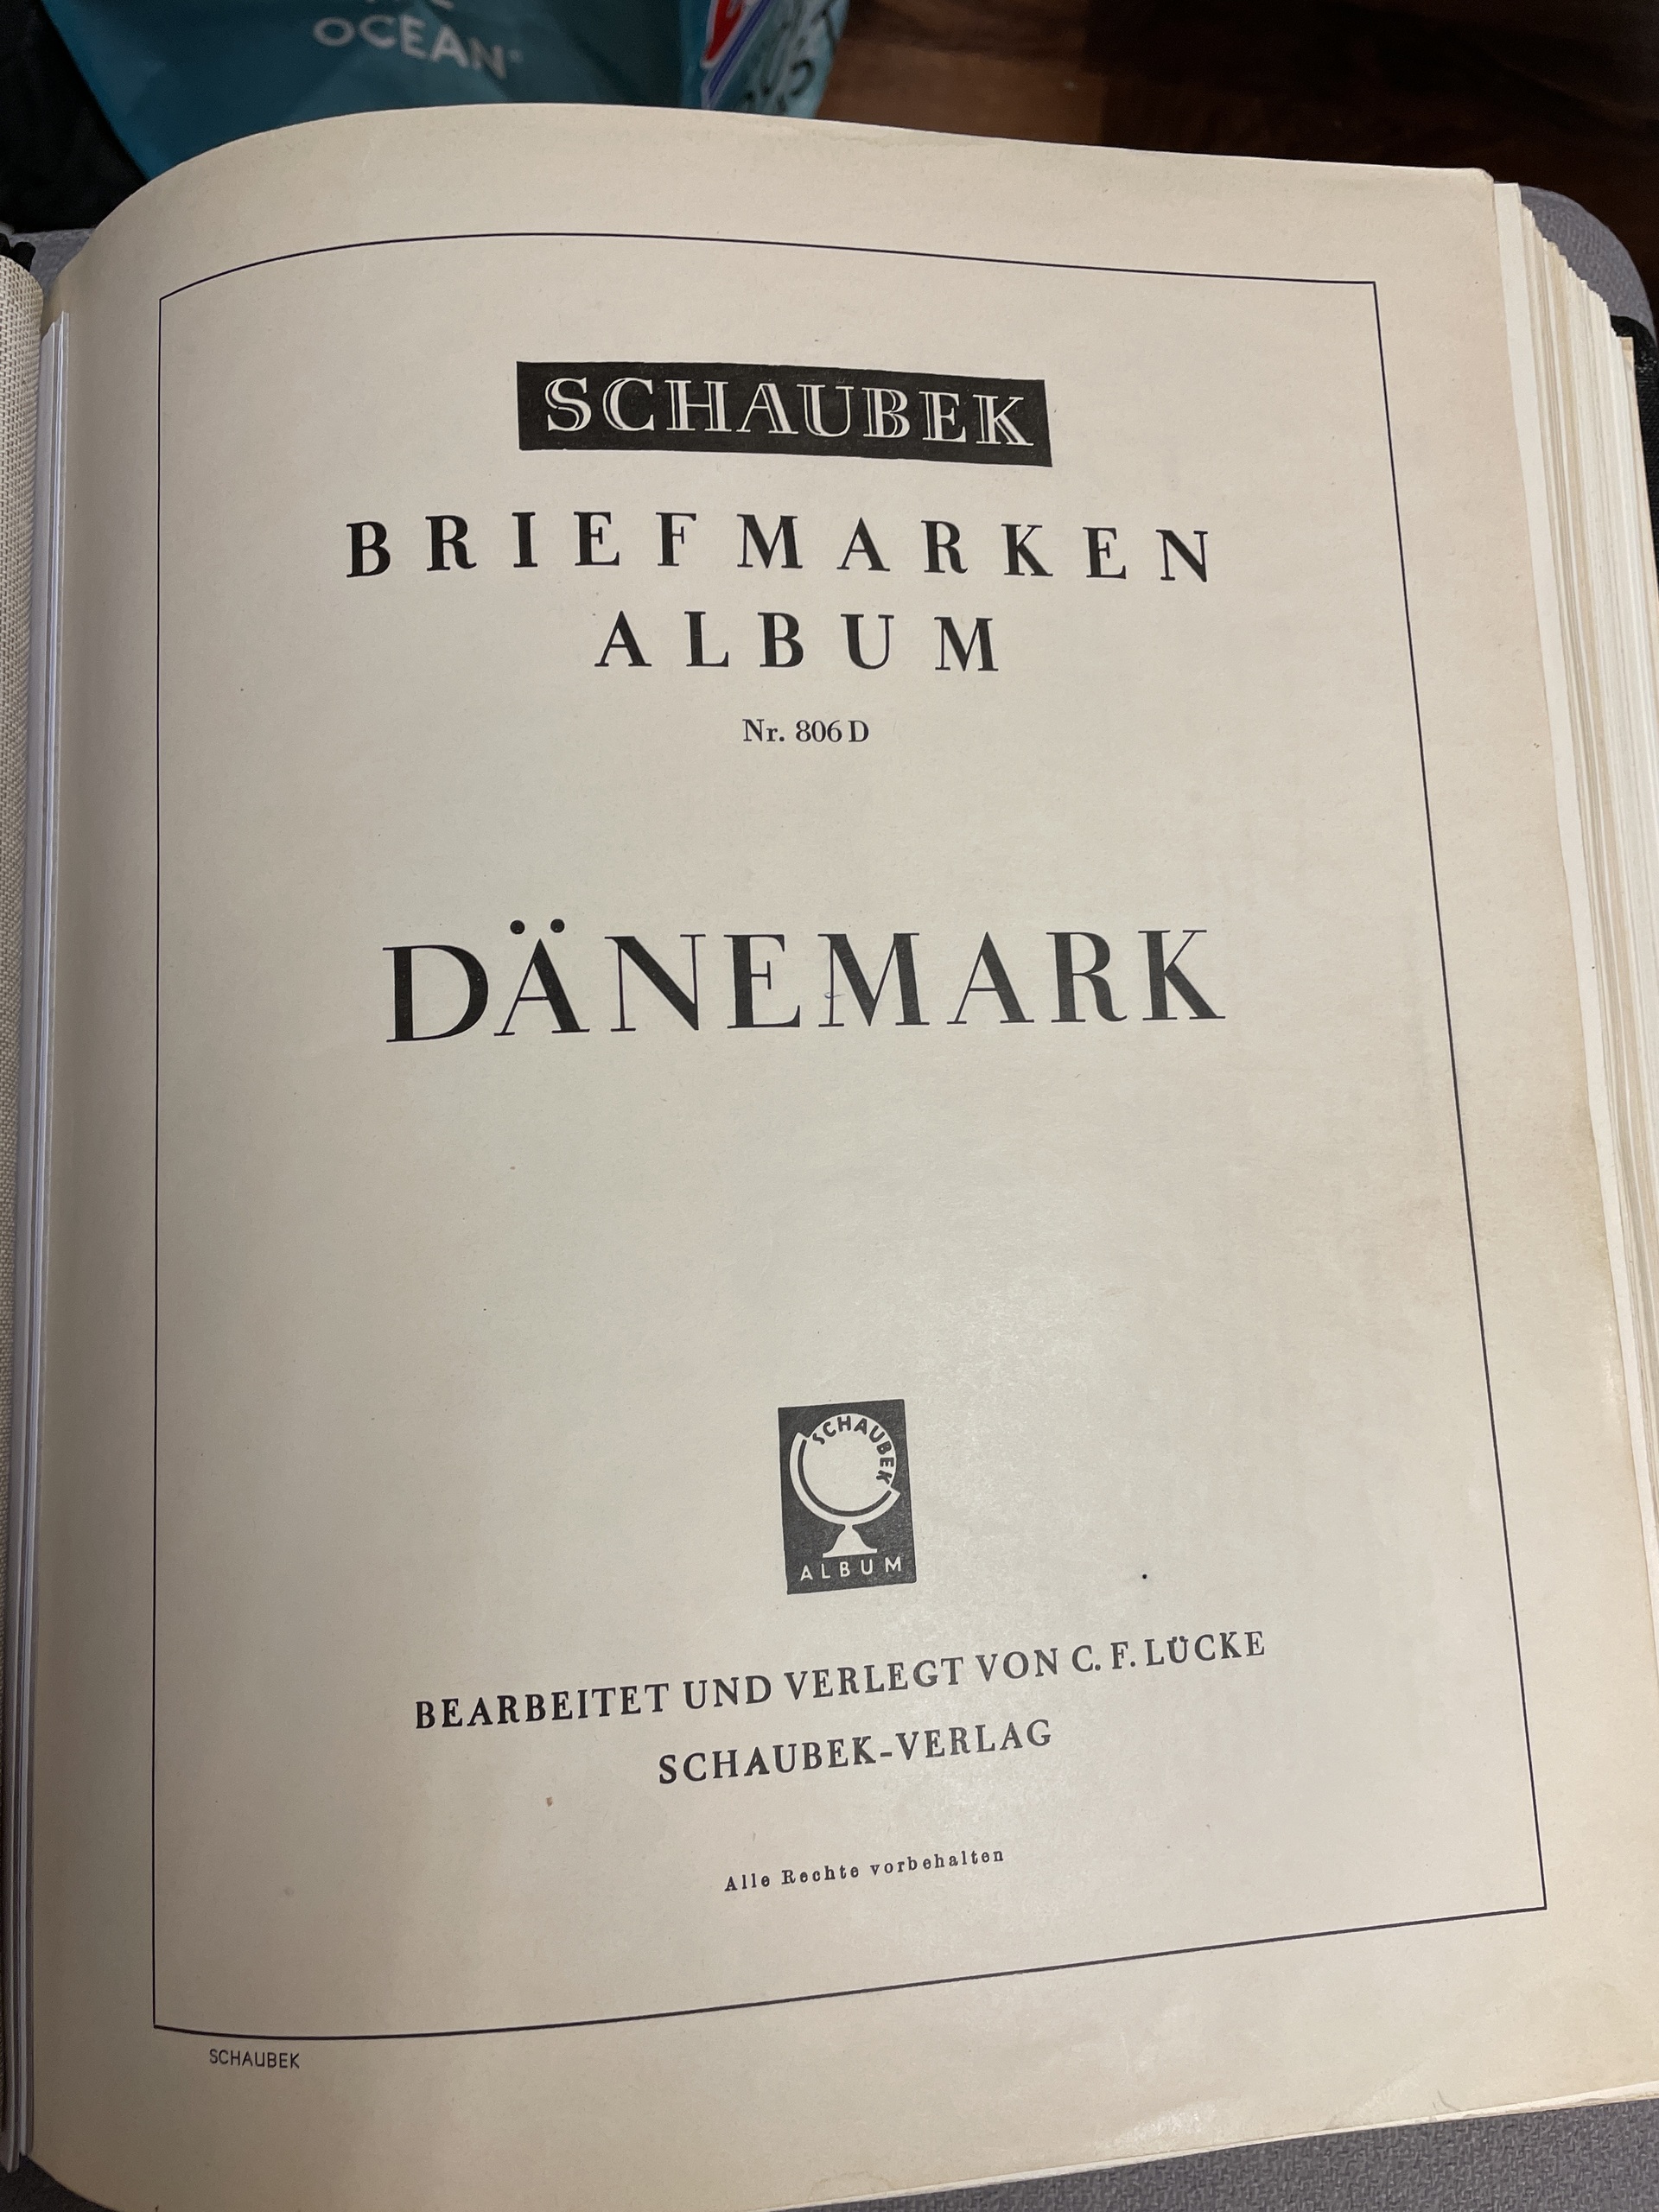 OCEAN
SCHAUBEK
BRIEFMARKEN
ALBUM
Nr. 806 D
DÄNEMARK
SCHAUBEK
ALBUM
BEARBEITET UND VERLEGT VON C. F. LÜCKE
SCHAUBEK-VERLAG
Alle Rechte vorbehalten
SCHAUBEK